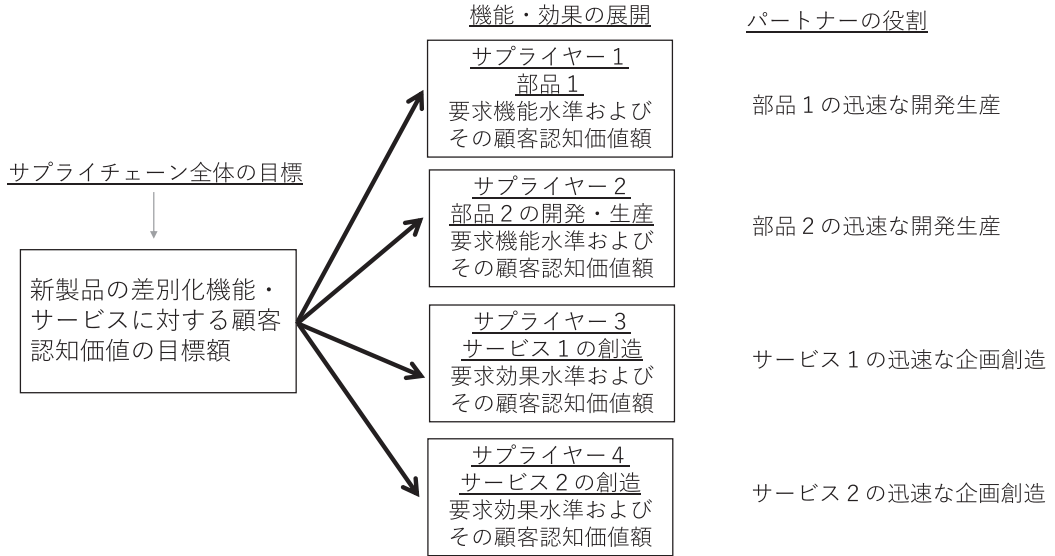 機能・効果の展開
パートナーの役割
サプライヤー1
部品1
要求機能水準および
その顧客認知価値額
部品1の迅速な開発生産
サプライチェーン全体の目標
新製品の差別化機能・
サービスに対する顧客
認知価値の目標額
サプライヤー2
部品2の開発・生産
要求機能水準および
その顧客認知価値額
部品2の迅速な開発生産
サプライヤー3
サービス1の創造
要求効果水準および
その顧客認知価値額
サービス1の迅速な企画創造
サプライヤー4
サービス2の創造
要求効果水準および
その顧客認知価値額
サービス2の迅速な企画創造